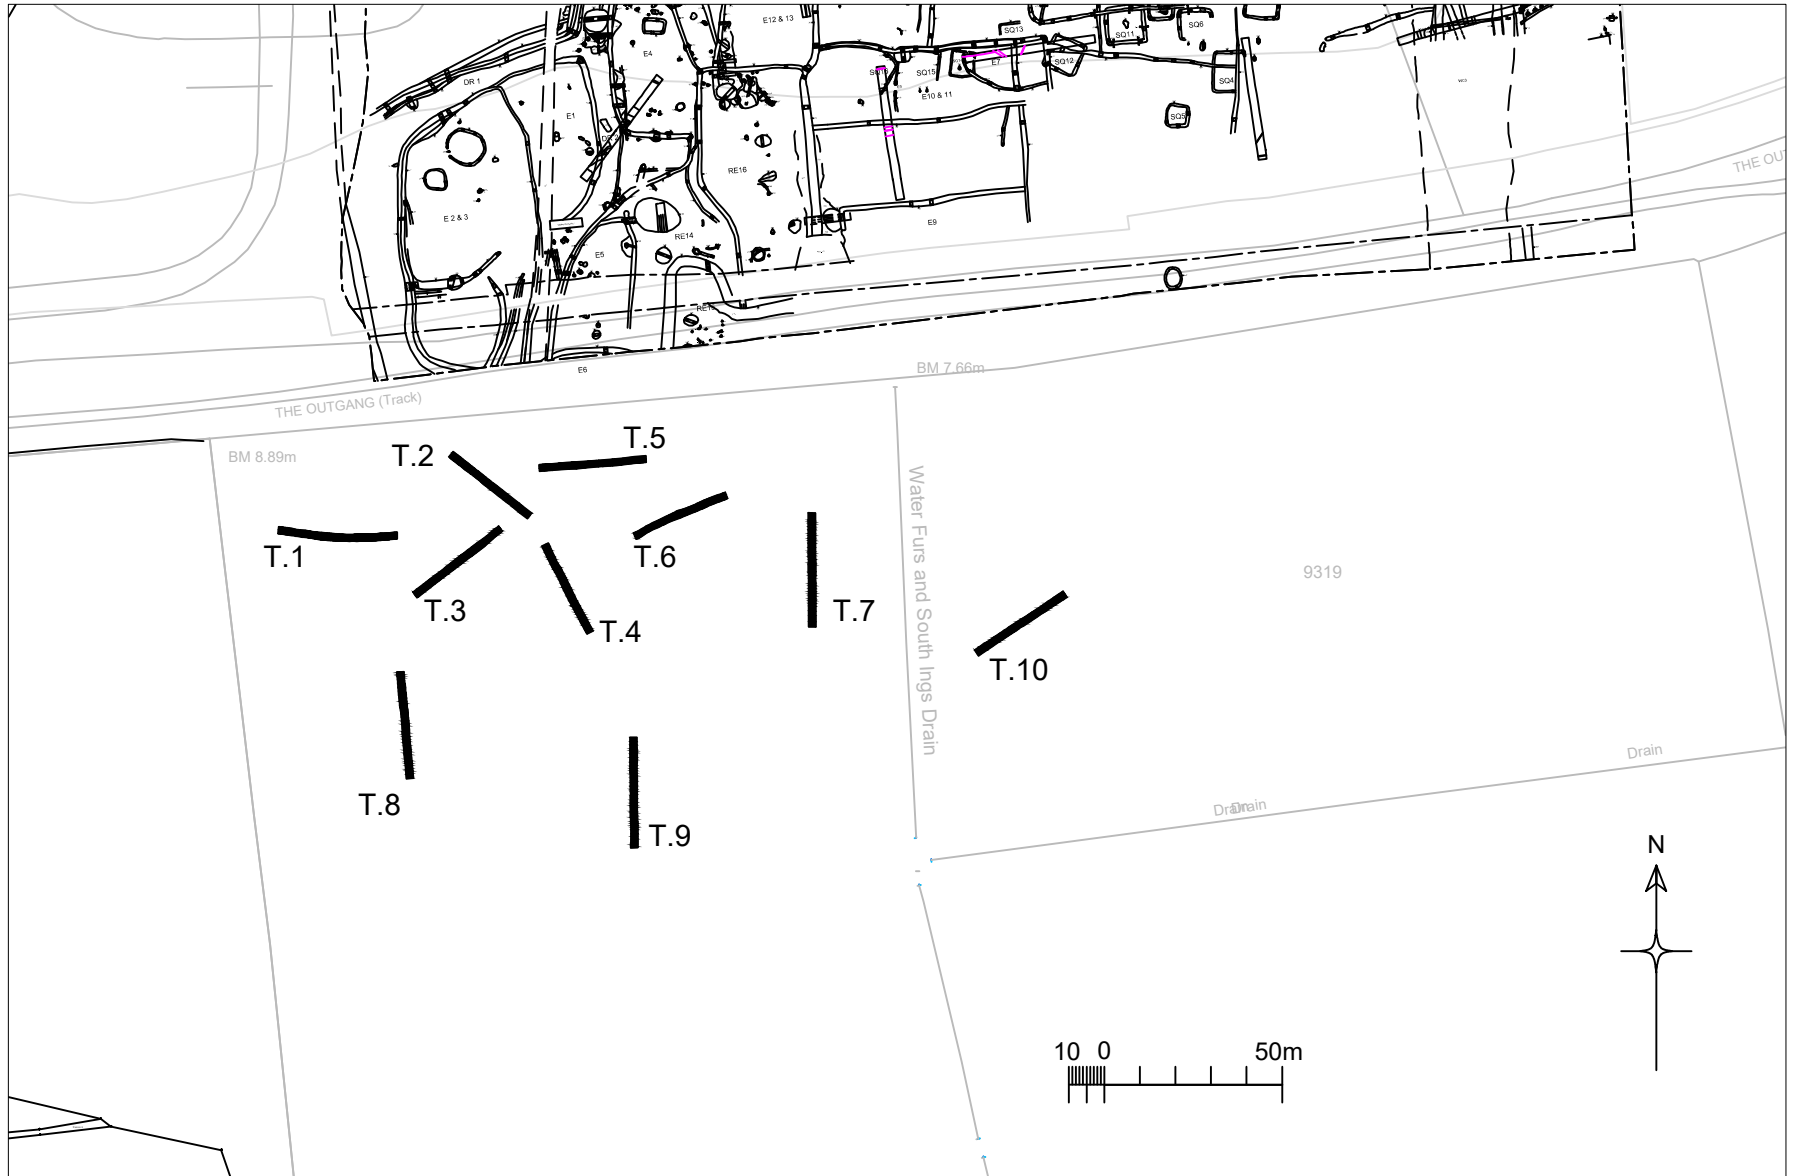 E12 & 13
SQ13
SQ6
SQ11
E4
SQ12
E7
SQ15
SQ4
DR 1
E10 & 11
E1
SQ5
THE OUT
RE16
E 2 & 3
E9
RE14
E5
E6
BM 7.66m
THE OUTGANG (Track)
BM 8.89m
T.2
T.5
T.1
T.6
T.3
T.4
T.7
Water Furs and South Ings Drain
9319
T.10
T.8
T.9
Drain
Drain
Drain
N
10 0 50m